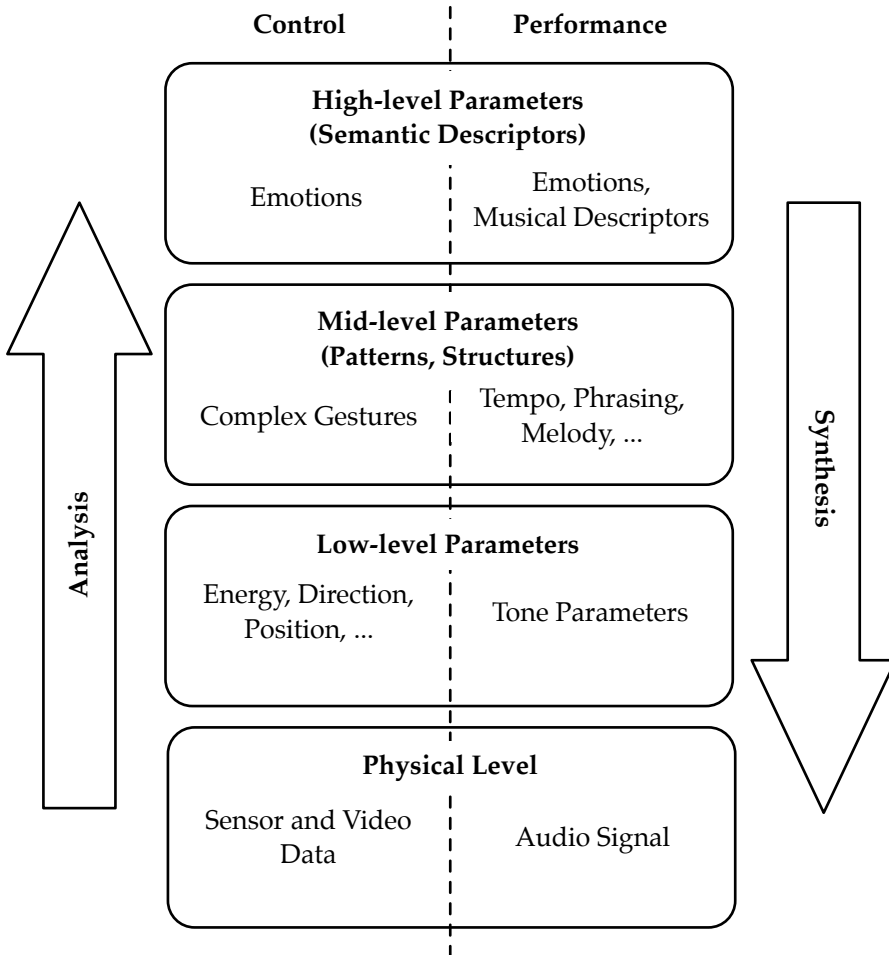 Control
Performance
High-level Parameters
(Semantic Descriptors)
Emotions
Emotions,
Musical Descriptors
Mid-level Parameters
(Patterns, Structures)
Complex Gestures
Tempo, Phrasing,
Melody, ...
Low-level Parameters
Energy, Direction,
Position, ...
Tone Parameters
Physical Level
Sensor and Video
Data
Audio Signal
Analysis
Synthesis